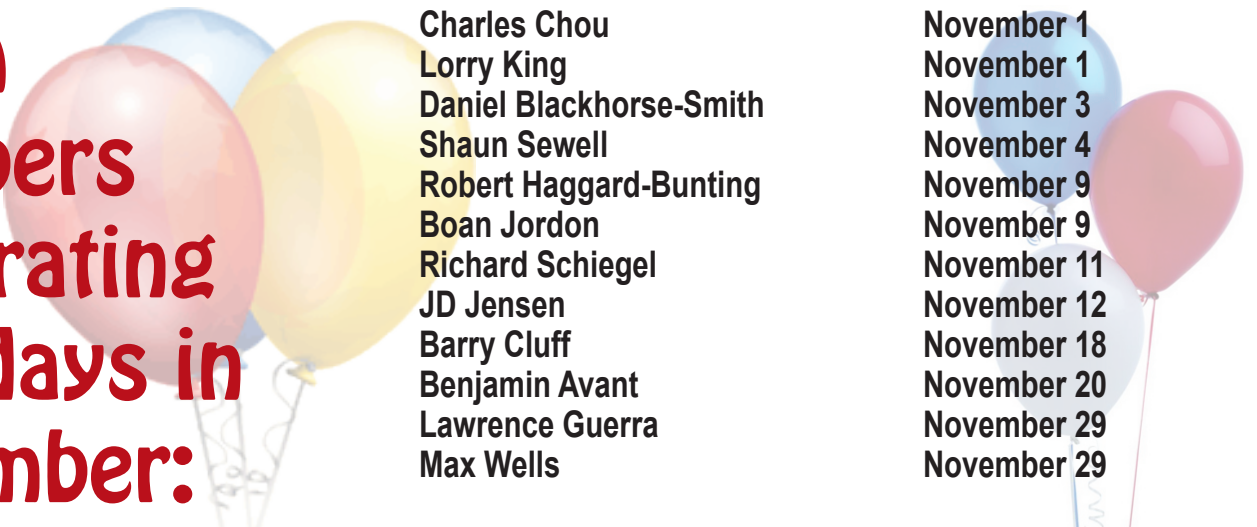 bers
rating
days in
mber:
Charles Chou November 1
Lorry King November 1
Daniel Blackhorse-Smith November 3
Shaun Sewell November 4
Robert Haggard-Bunting November 9
Boan Jordon November 9
Richard Schiegel November 11
JD Jensen November 12
Barry Cluff November 18
Benjamin Avant November 20
Lawrence Guerra November 29
Max Wells November 29